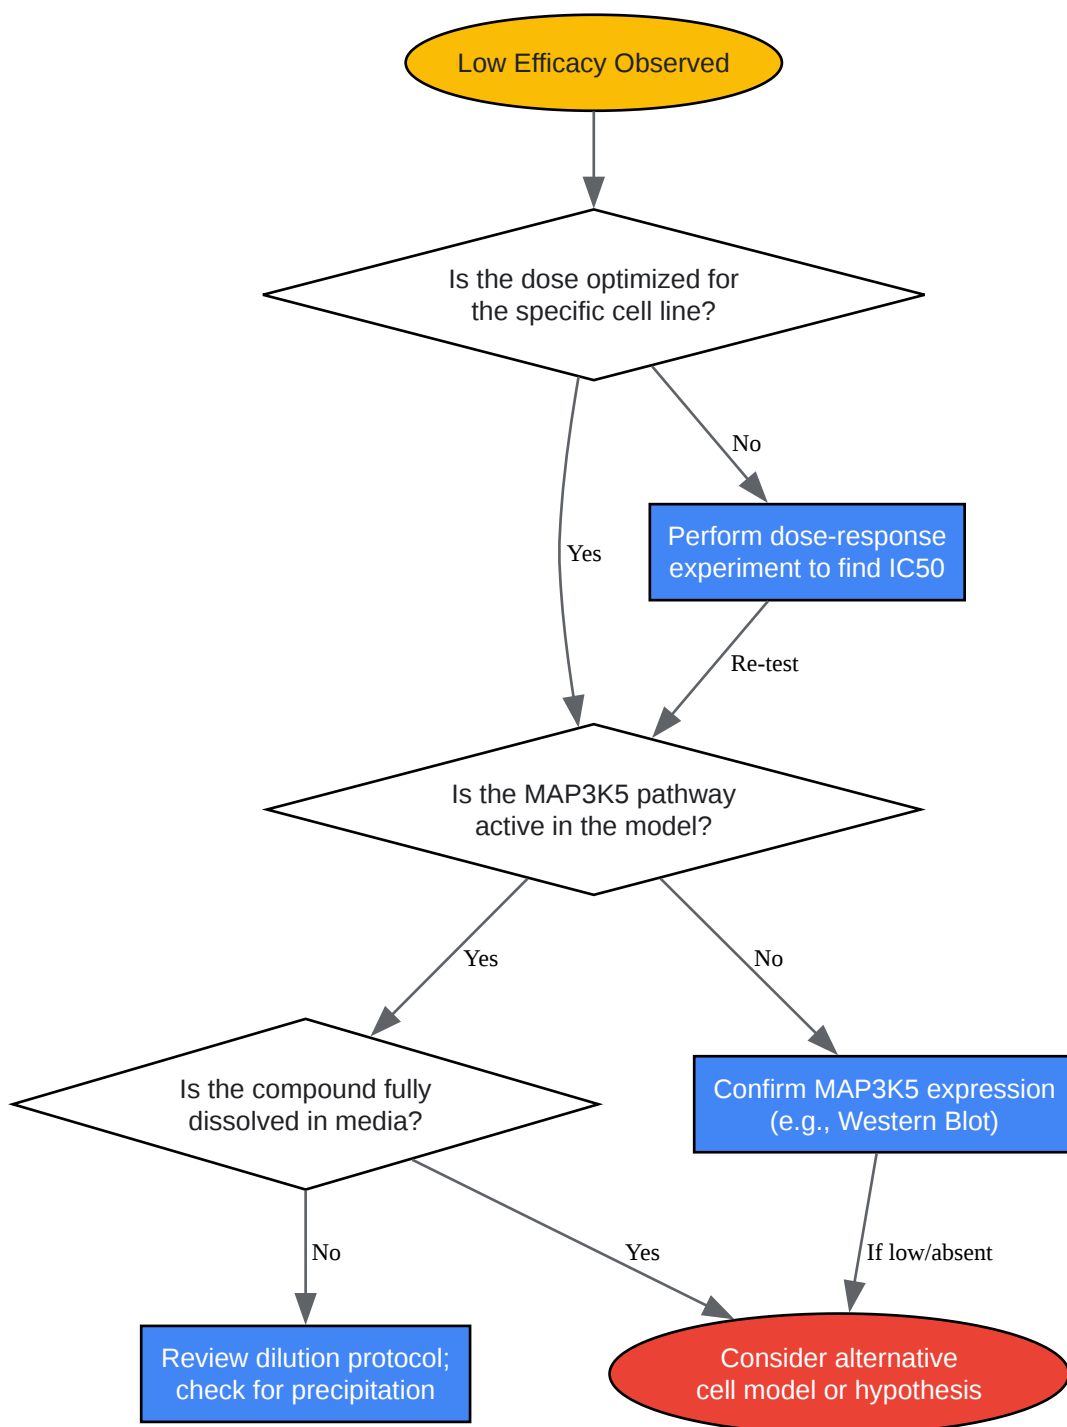 Low Efficacy Observed
Is the dose optimized for
the specific cell line?
No
Perform dose-response
experiment to find IC50
Yes
Re-test
Is the MAP3K5 pathway
active in the model?
Yes
No
Is the compound fully
dissolved in media?
Confirm MAP3K5 expression
(e.g., Western Blot)
No
Yes
If low/absent
Review dilution protocol;
check for precipitation
Consider alternative
cell model or hypothesis